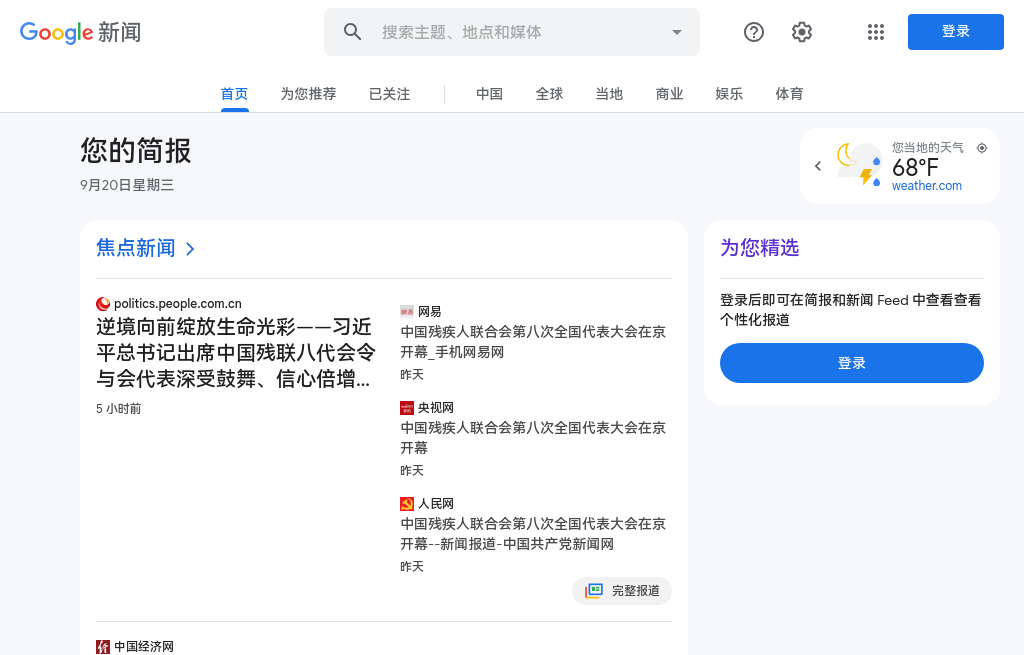 Google 新闻
搜索主题、地点和媒体
登录
首页
为您推荐
已关注
中国
全球
当地
商业
娱乐
体育
您的简报
9月20日星期三
您当地的天气
68°F
weather.com
焦点新闻
politics.people.com.cn
逆境向前绽放生命光彩——习近
平总书记出席中国残联八代会令
与会代表深受鼓舞、信心倍增...
5 小时前
网易
中国残疾人联合会第八次全国代表大会在京
开幕_手机网易网
昨天
央视网
中国残疾人联合会第八次全国代表大会在京
开幕
昨天
人民网
中国残疾人联合会第八次全国代表大会在京
开幕--新闻报道-中国共产党新闻网
昨天
完整报道
中国经济网
为您精选
登录后即可在简报和新闻 Feed 中查看查看
个性化报道
登录